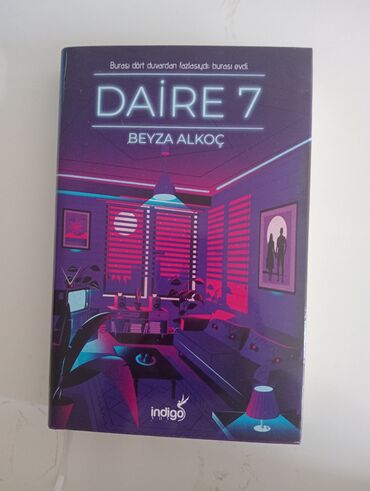 Burası dört duvardan fazlasıydı: burası evdi.
DAİRE 7
BEYZA ALKOÇ
indigo